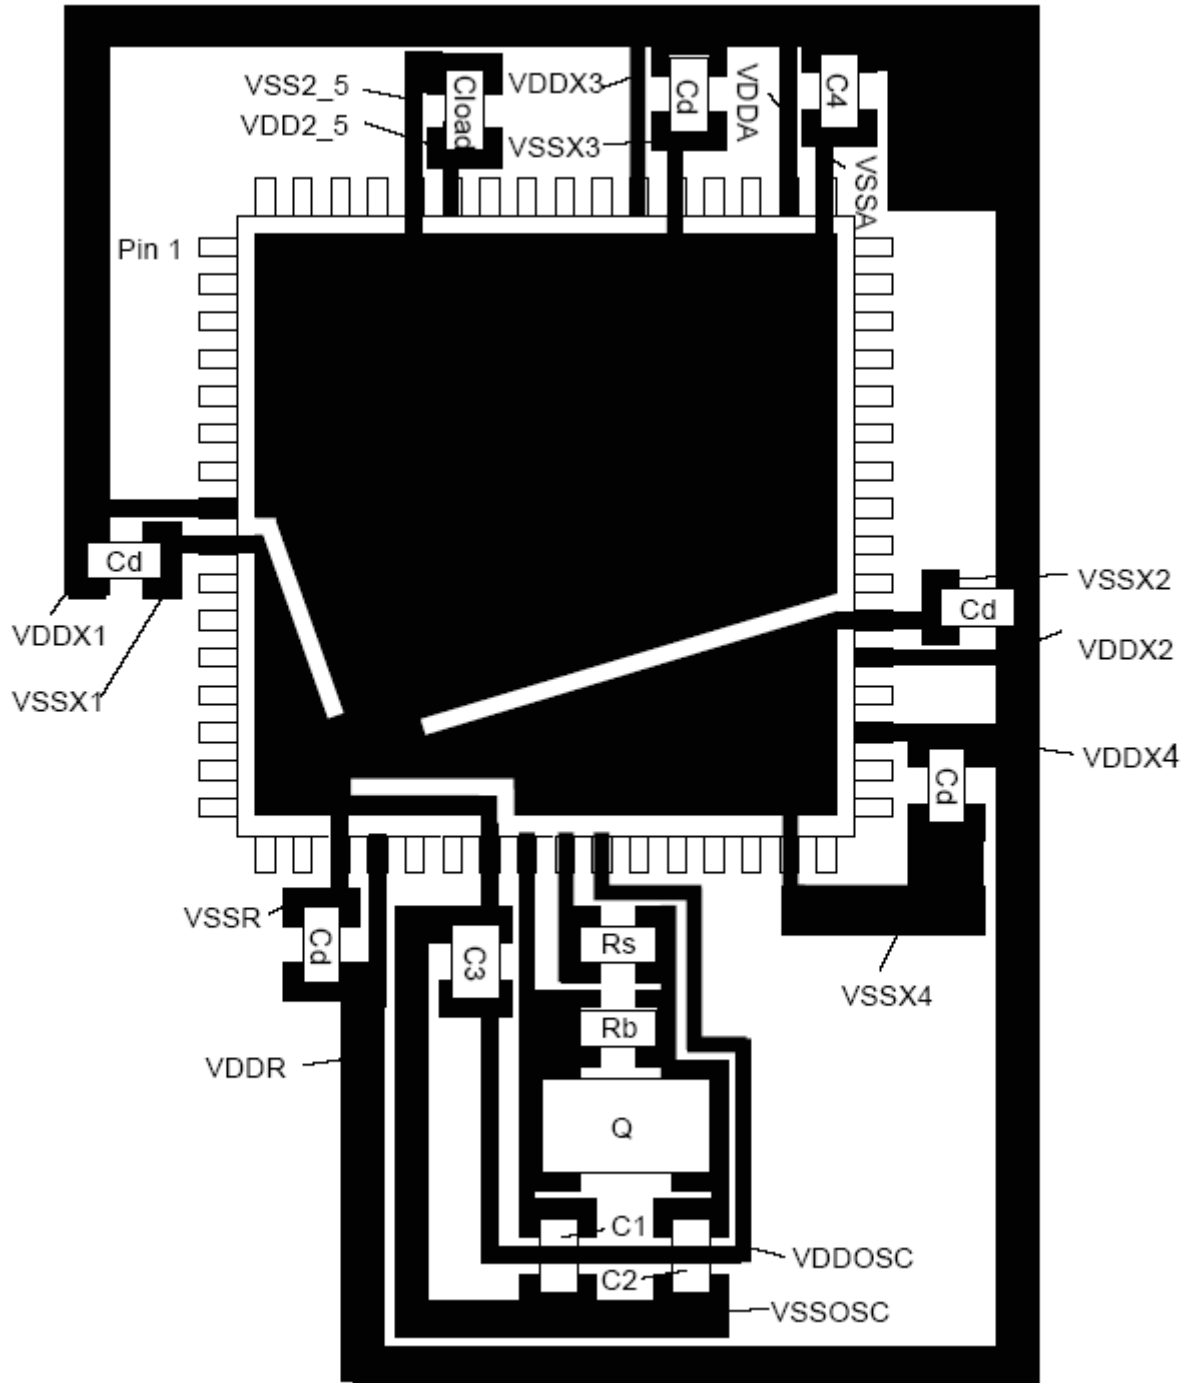 VSS2_5
VDD2_5
Cload
VDDX3
VSSX3
Cd
VDDA
C4
VSSA
Pin 1
Cd
VDDX1
VSSX1
VSSX2
Cd
VDDX2
VDDX4
Cd
VSSR
Cd
C3
Rs
VSSX4
Rb
VDDR
Q
C1
VDDOSC
C2
VSSOSC